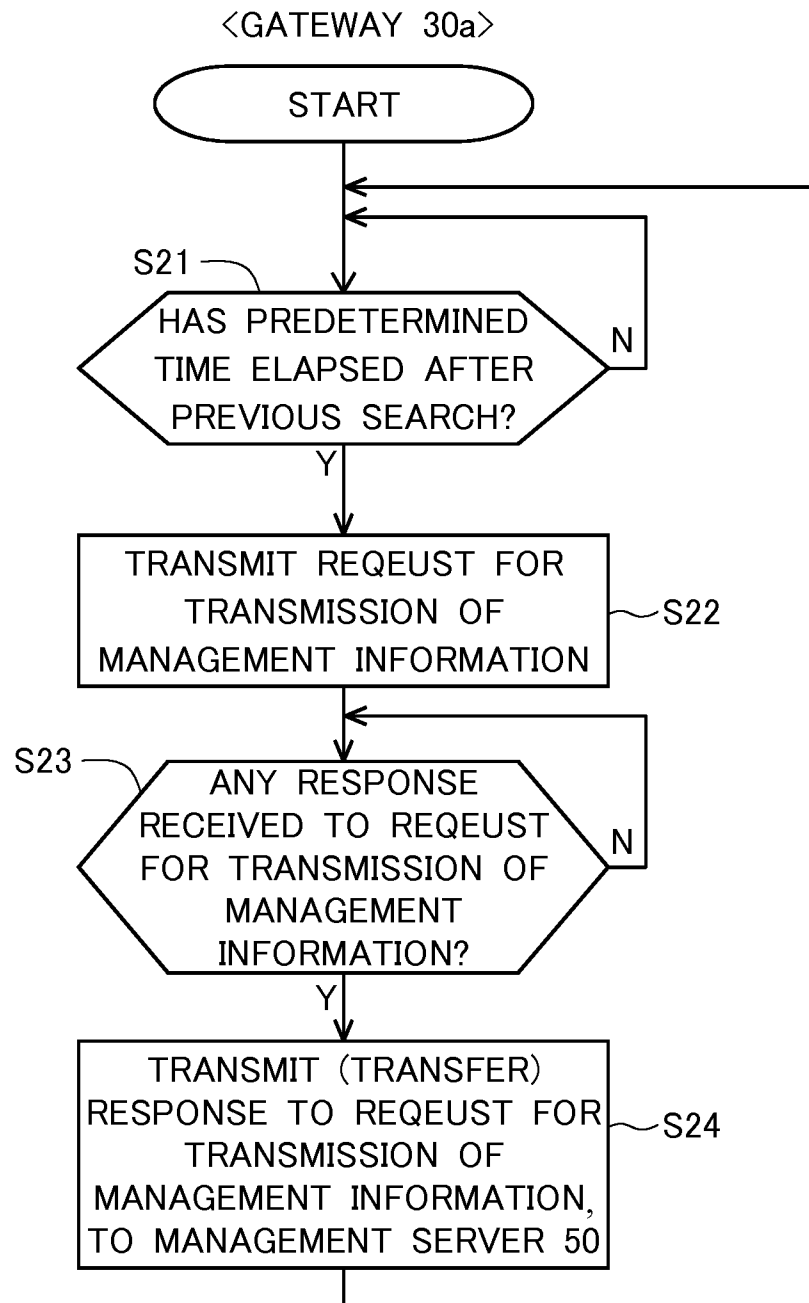 <GATEWAY 30a>
START
S21
HAS PREDETERMINED
TIME ELAPSED AFTER
PREVIOUS SEARCH?
N
Y
TRANSMIT REQEUST FOR
TRANSMISSION OF
MANAGEMENT INFORMATION
S22
S23
ANY RESPONSE
RECEIVED TO REQEUST
FOR TRANSMISSION OF
MANAGEMENT
INFORMATION?
N
Y
TRANSMIT (TRANSFER)
RESPONSE TO REQEUST FOR
TRANSMISSION OF
MANAGEMENT INFORMATION,
TO MANAGEMENT SERVER 50
S24